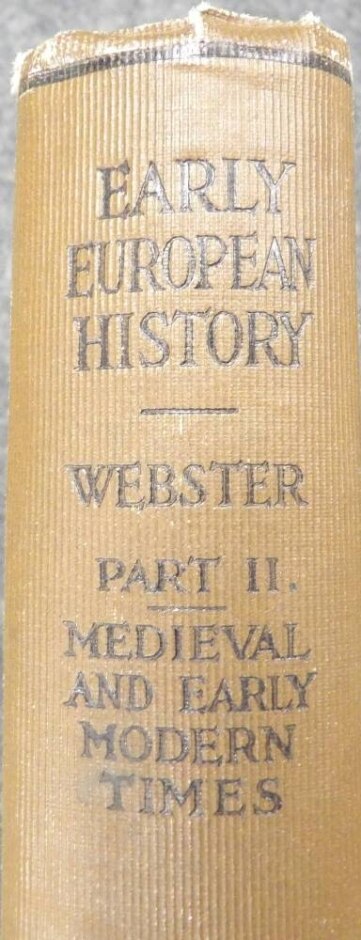 EARLY
EUROPEAN
HISTORY
WEBSTER
PART II.
MEDIEVAL
AND EARLY
MODERN
TIMES